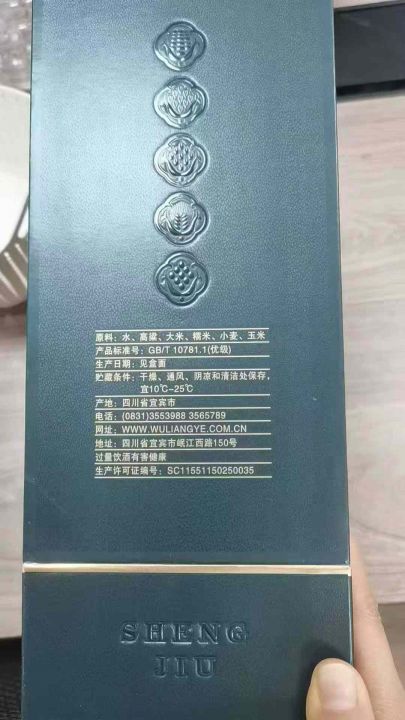 原料：水、高粱、大米、糯米、小麦、玉米
产品标准号：GB/T 10781.1(优级)
生产日期：见盒面
贮藏条件：干燥、通风、阴凉和清洁处保存，
宜10℃-25℃
产地：四川省宜宾市
电话：(0831)3553988 3565789
网址：WWW.WULIANGYE.COM.CN
地址：四川省宜宾市岷江西路150号
过量饮酒有害健康
生产许可证编号：SC11551150250035
SHENG
JIU